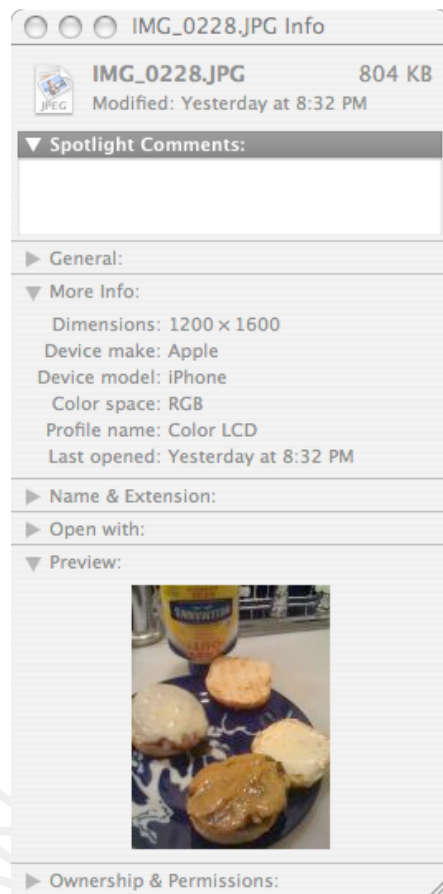 IMG_0228.JPG Info
IMG_0228.JPG 804 KB
JPEG
Modified: Yesterday at 8:32 PM
Spotlight Comments:
General:
More Info:
Dimensions: 1200 × 1600
Device make: Apple
Device model: iPhone
Color space: RGB
Profile name: Color LCD
Last opened: Yesterday at 8:32 PM
Name & Extension:
Open with:
Preview:
Ownership & Permissions: